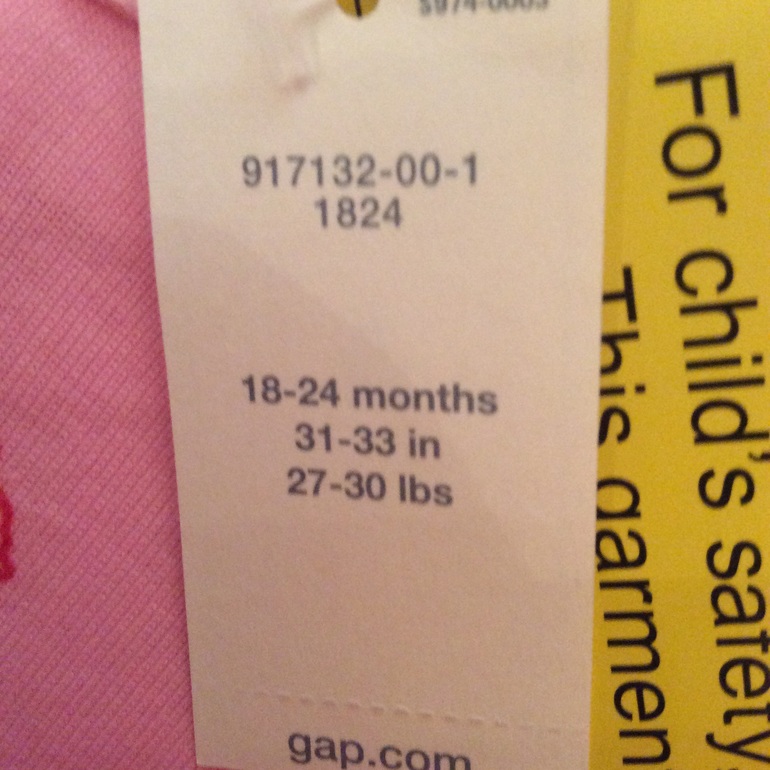 917132-00-1
1824
18-24 months
31-33 in
27-30 lbs
gap.com
For child's safety
This garmen